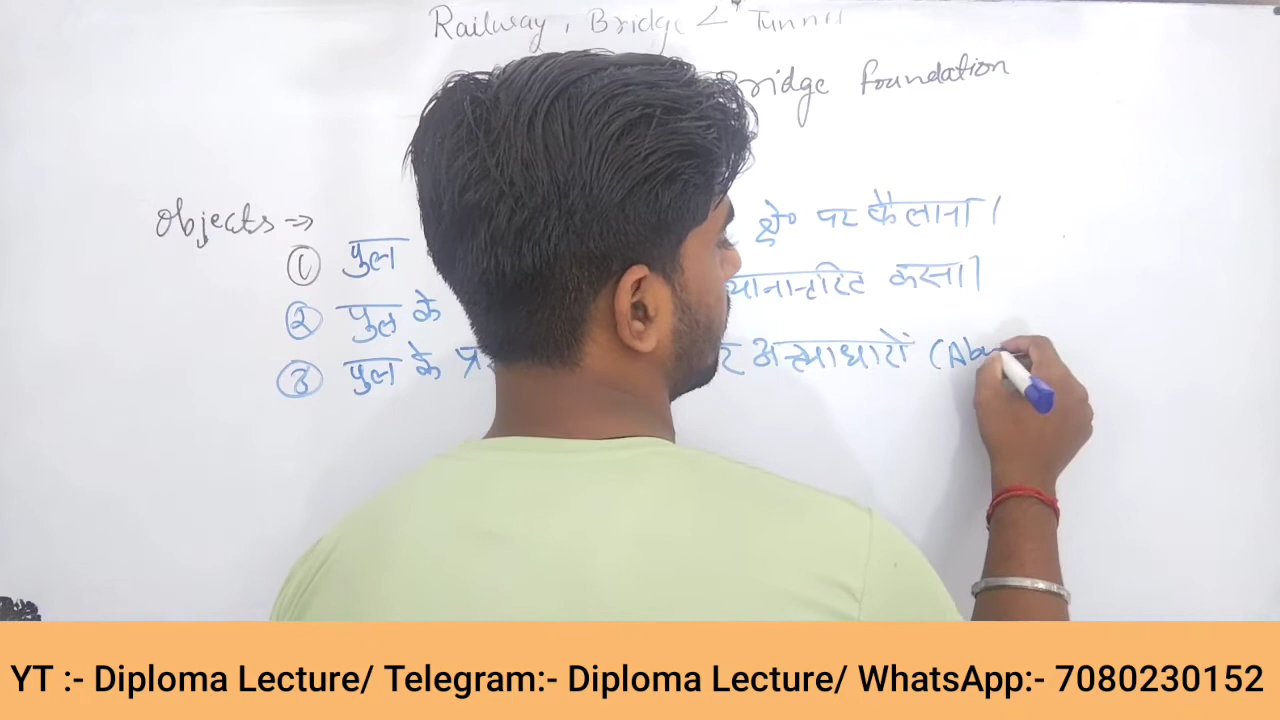 Railway, Bridge & Tunnel
Bridge foundation
Objects ⇒
① पुल क्षे० पर फैलाना।
② पुल के स्थानान्तरित करना।
③ पुल के अन्त्याधारों (Abu
YT :- Diploma Lecture/ Telegram:- Diploma Lecture/ WhatsApp:- 7080230152